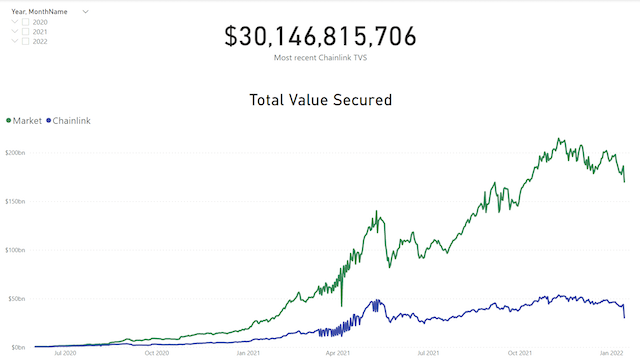 Year, MonthName
2020
2021
2022
$30,146,815,706
Most recent Chainlink TVS
Total Value Secured
Market Chainlink
$200bn
$150bn
$100bn
$50bn
$0bn
Jul 2020 Oct 2020 Jan 2021 Apr 2021 Jul 2021 Oct 2021 Jan 2022